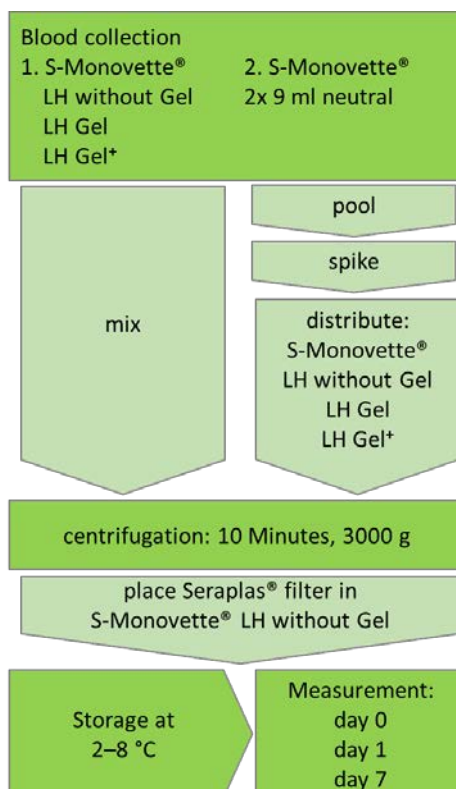 Blood collection
1. S-Monovette®
LH without Gel
LH Gel
LH Gel⁺
2. S-Monovette®
2x 9 ml neutral
mix
pool
spike
distribute:
S-Monovette®
LH without Gel
LH Gel
LH Gel⁺
centrifugation: 10 Minutes, 3000 g
place Seraplas® filter in
S-Monovette® LH without Gel
Storage at
2–8 °C
Measurement:
day 0
day 1
day 7